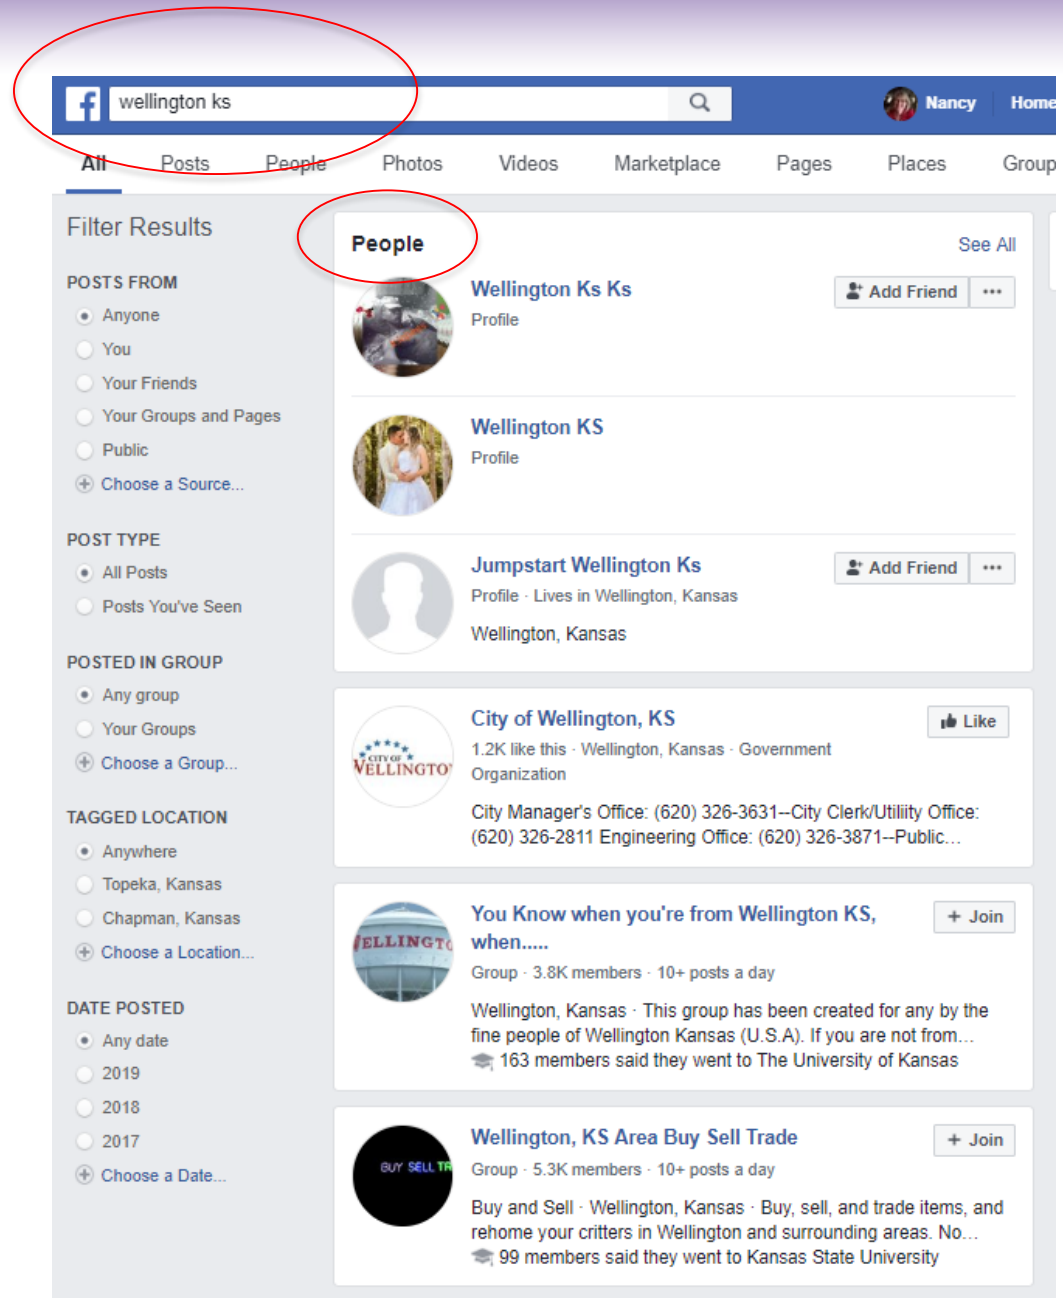 wellington ks
Nancy
Home
All Posts People Photos Videos Marketplace Pages Places Group
Filter Results
POSTS FROM
Anyone
You
Your Friends
Your Groups and Pages
Public
Choose a Source...
POST TYPE
All Posts
Posts You've Seen
POSTED IN GROUP
Any group
Your Groups
Choose a Group...
TAGGED LOCATION
Anywhere
Topeka, Kansas
Chapman, Kansas
Choose a Location...
DATE POSTED
Any date
2019
2018
2017
Choose a Date...
People
See All
Wellington Ks Ks
Add Friend
Profile
Wellington KS
Profile
Jumpstart Wellington Ks
Add Friend
Profile · Lives in Wellington, Kansas
Wellington, Kansas
CITY OF
WELLINGTO
City of Wellington, KS
Like
1.2K like this · Wellington, Kansas · Government
Organization
City Manager's Office: (620) 326-3631--City Clerk/Utiliity Office:
(620) 326-2811 Engineering Office: (620) 326-3871--Public...
ELLINGTO
You Know when you're from Wellington KS,
when.....
+ Join
Group · 3.8K members · 10+ posts a day
Wellington, Kansas · This group has been created for any by the
fine people of Wellington Kansas (U.S.A). If you are not from...
163 members said they went to The University of Kansas
BUY SELL TR
Wellington, KS Area Buy Sell Trade
+ Join
Group · 5.3K members · 10+ posts a day
Buy and Sell · Wellington, Kansas · Buy, sell, and trade items, and
rehome your critters in Wellington and surrounding areas. No...
99 members said they went to Kansas State University